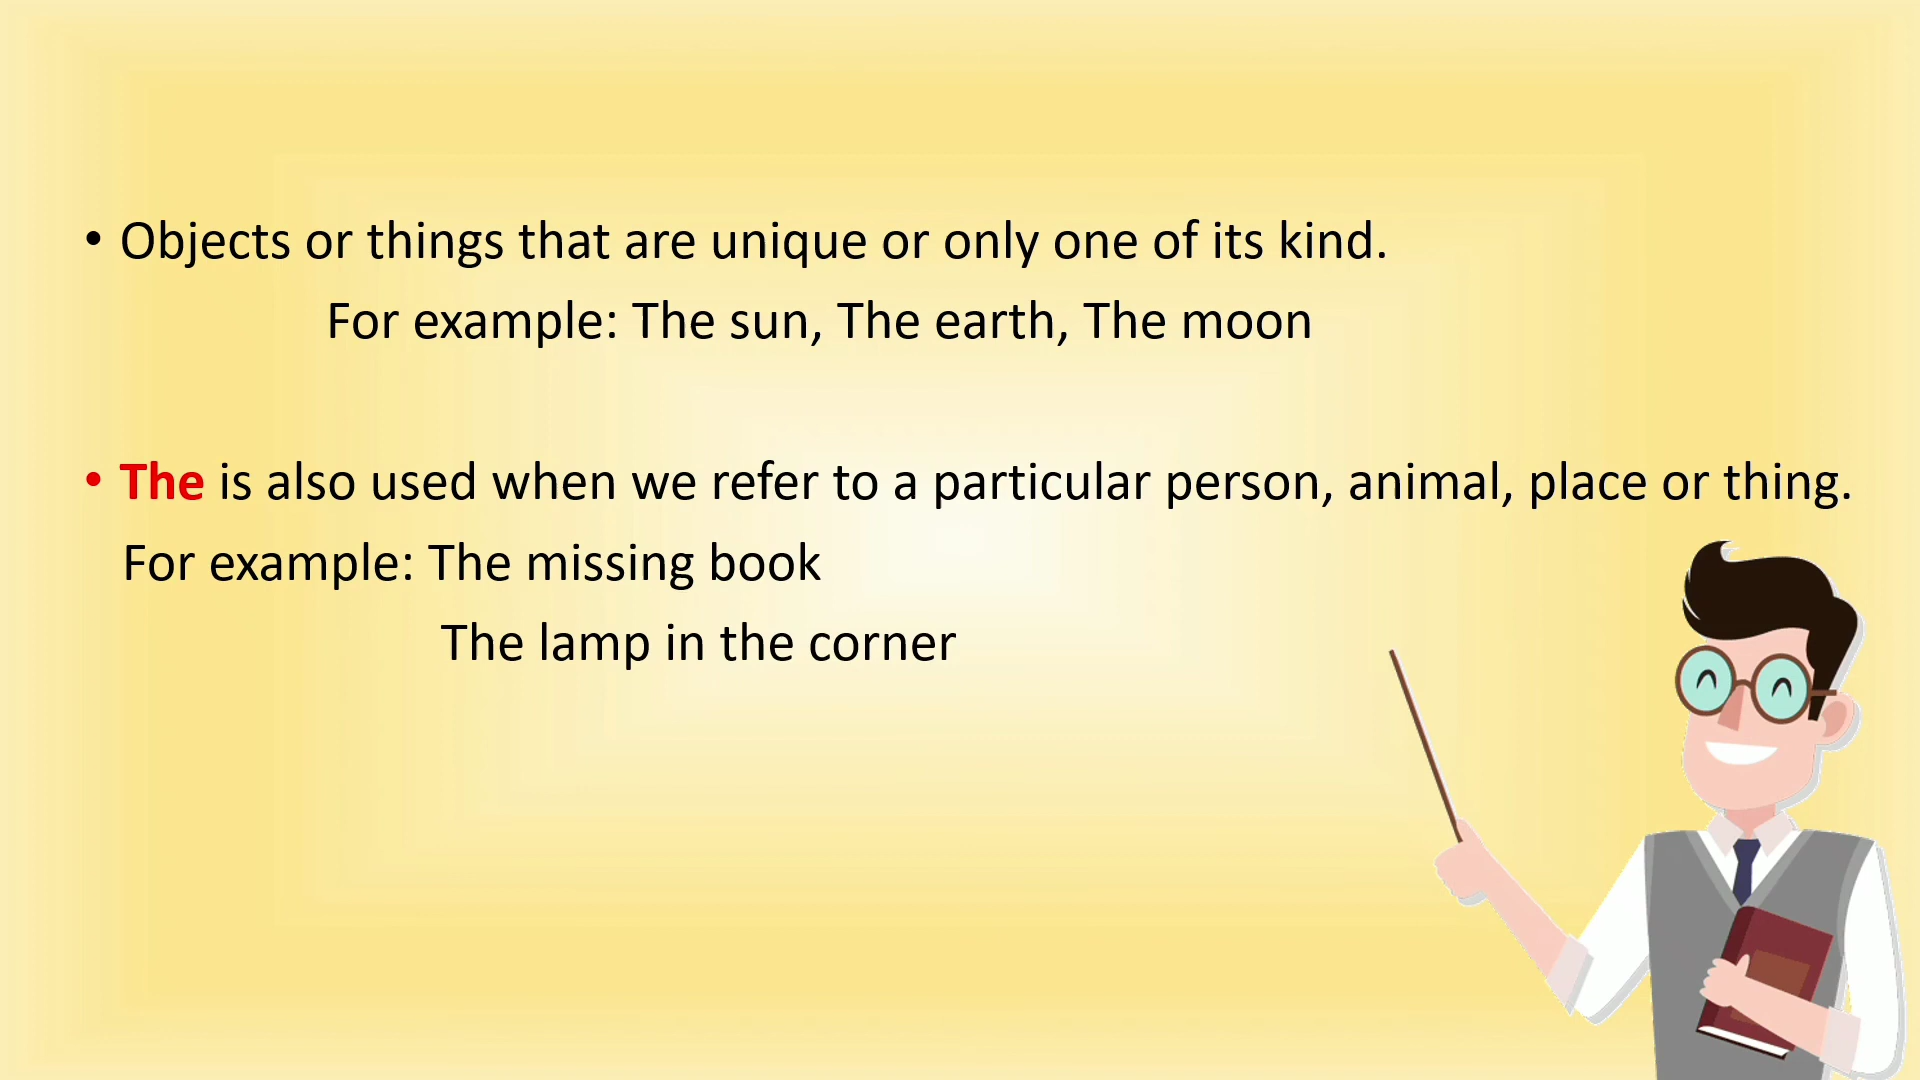 • Objects or things that are unique or only one of its kind.
For example: The sun, The earth, The moon
• The is also used when we refer to a particular person, animal, place or thing.
For example: The missing book
The lamp in the corner